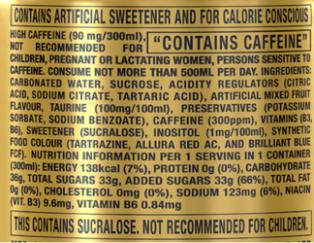 CONTAINS ARTIFICIAL SWEETENER AND FOR CALORIE CONSCIOUS
HIGH CAFFEINE (90 mg/300ml),
NOT RECOMMENDED FOR "CONTAINS CAFFEINE"
CHILDREN, PREGNANT OR LACTATING WOMEN, PERSONS SENSITIVE TO
CAFFEINE. CONSUME NOT MORE THAN 500ML PER DAY. INGREDIENTS:
CARBONATED WATER, SUCROSE, ACIDITY REGULATORS (CITRIC
ACID, SODIUM CITRATE, TARTARIC ACID), ARTIFICIAL MIXED FRUIT
FLAVOUR, TAURINE (100mg/100ml), PRESERVATIVES (POTASSIUM
SORBATE, SODIUM BENZOATE), CAFFEINE (300ppm), VITAMINS (B3,
B6), SWEETENER (SUCRALOSE), INOSITOL (1mg/100ml), SYNTHETIC
FOOD COLOUR (TARTRAZINE, ALLURA RED AC, AND BRILLIANT BLUE
FCF). NUTRITION INFORMATION PER 1 SERVING IN 1 CONTAINER
(300ml): ENERGY 138kcal (7%), PROTEIN 0g (0%), CARBOHYDRATE
36g, TOTAL SUGARS 33g, ADDED SUGARS 33g (66%), TOTAL FAT
0g (0%), CHOLESTEROL 0mg (0%), SODIUM 123mg (6%), NIACIN
(VIT. B3) 9.6mg, VITAMIN B6 0.84mg
THIS CONTAINS SUCRALOSE. NOT RECOMMENDED FOR CHILDREN.